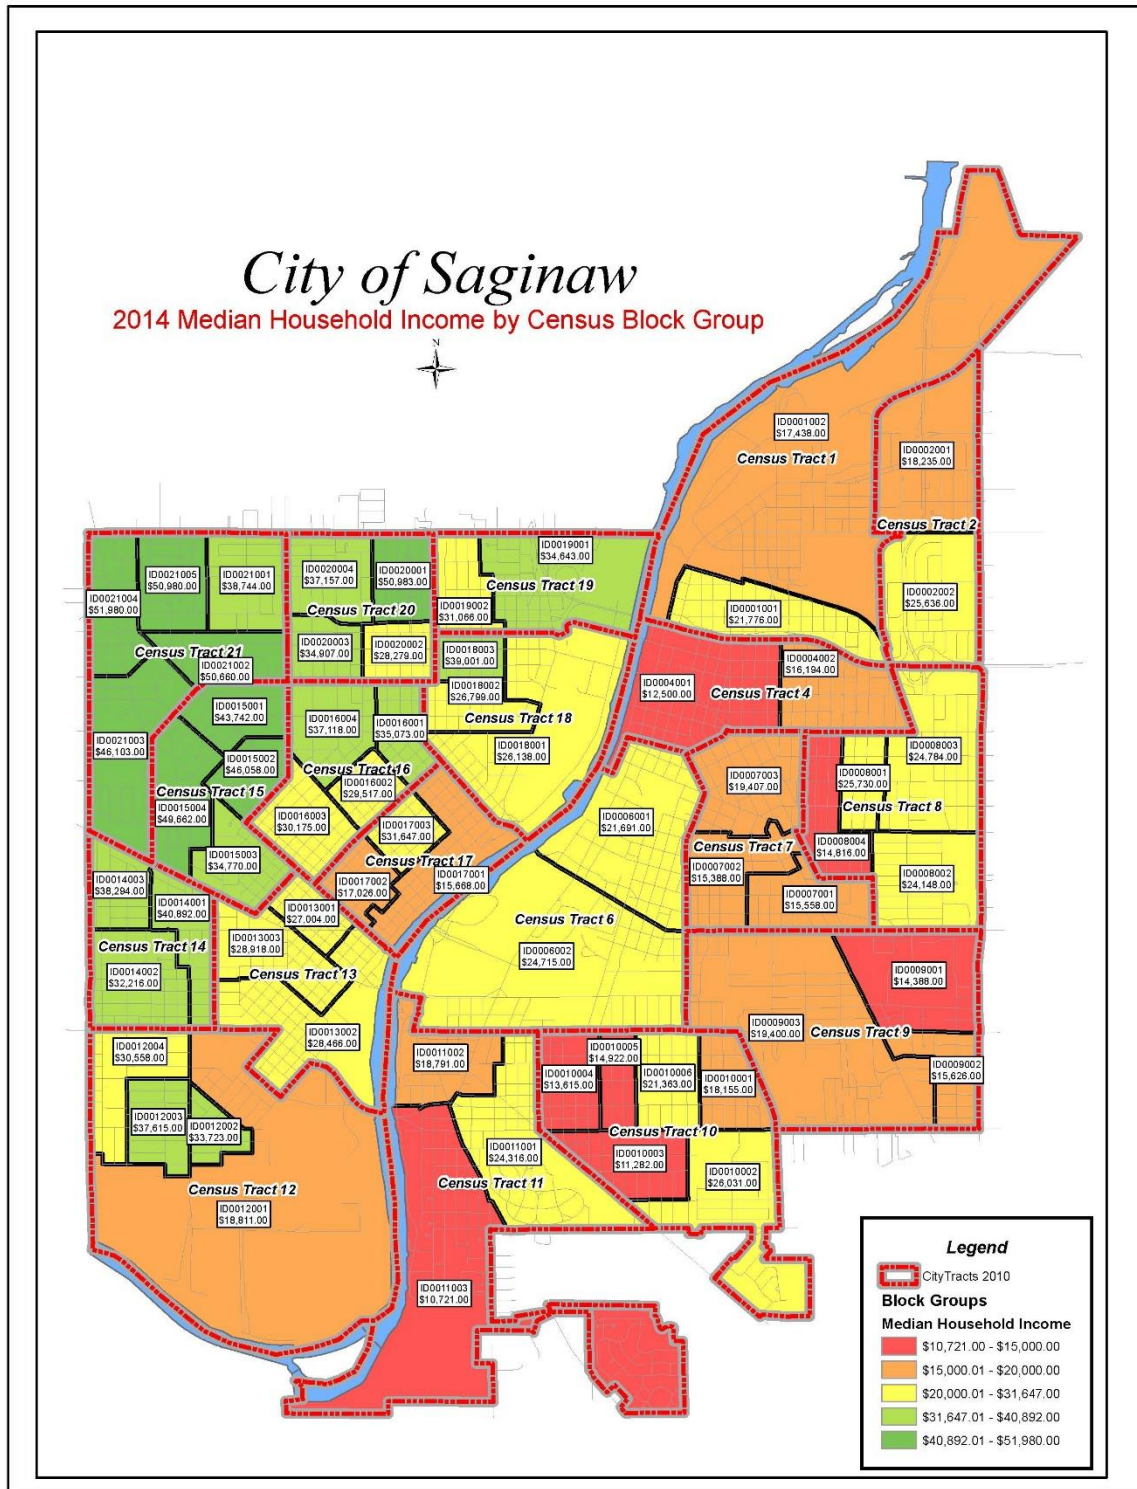 City of Saginaw
2014 Median Household Income by Census Block Group
N
ID0001002
$17,438.00
Census Tract 1
ID0002001
$18,235.00
Census Tract 2
ID0002002
$25,636.00
ID0001001
$21,776.00
ID0021004
$51,980.00
ID0021005
$50,980.00
ID0021001
$38,744.00
ID0020004
$37,157.00
ID0020001
$50,983.00
Census Tract 20
ID0019001
$34,643.00
Census Tract 19
ID0019002
$31,066.00
ID0020003
$34,907.00
ID0020002
$28,279.00
Census Tract 21
ID0021002
$50,660.00
ID0018003
$39,001.00
ID0018002
$26,799.00
Census Tract 18
ID0018001
$26,138.00
ID0004001
$12,500.00
Census Tract 4
ID0004002
$16,194.00
ID0021003
$46,103.00
ID0015001
$43,742.00
ID0015002
$46,058.00
Census Tract 15
ID0015004
$49,662.00
ID0015003
$34,770.00
ID0016004
$37,118.00
ID0016001
$35,073.00
Census Tract 16
ID0016002
$29,517.00
ID0016003
$30,175.00
ID0017003
$31,647.00
Census Tract 17
ID0017001
$15,668.00
ID0017002
$17,026.00
ID0007003
$19,407.00
ID0008001
$25,730.00
ID0008003
$24,784.00
Census Tract 8
ID0006001
$21,691.00
Census Tract 7
ID0008004
$14,816.00
ID0007002
$15,388.00
ID0007001
$15,558.00
ID0008002
$24,148.00
ID0014003
$38,294.00
ID0014001
$40,892.00
Census Tract 14
ID0014002
$32,216.00
ID0013001
$27,004.00
ID0013003
$28,918.00
Census Tract 13
ID0013002
$28,466.00
Census Tract 6
ID0006002
$24,715.00
ID0009001
$14,388.00
ID0009003
$19,400.00
Census Tract 9
ID0009002
$15,626.00
ID0012004
$30,558.00
ID0012003
$37,615.00
ID0012002
$33,723.00
Census Tract 12
ID0012001
$18,811.00
ID0011002
$18,791.00
ID0010005
$14,922.00
ID0010004
$13,615.00
ID0010006
$21,363.00
ID0010001
$18,155.00
Census Tract 10
ID0010003
$11,282.00
ID0010002
$26,031.00
ID0011001
$24,316.00
Census Tract 11
ID0011003
$10,721.00
Legend
CityTracts 2010
Block Groups
Median Household Income
$10,721.00 - $15,000.00
$15,000.01 - $20,000.00
$20,000.01 - $31,647.00
$31,647.01 - $40,892.00
$40,892.01 - $51,980.00